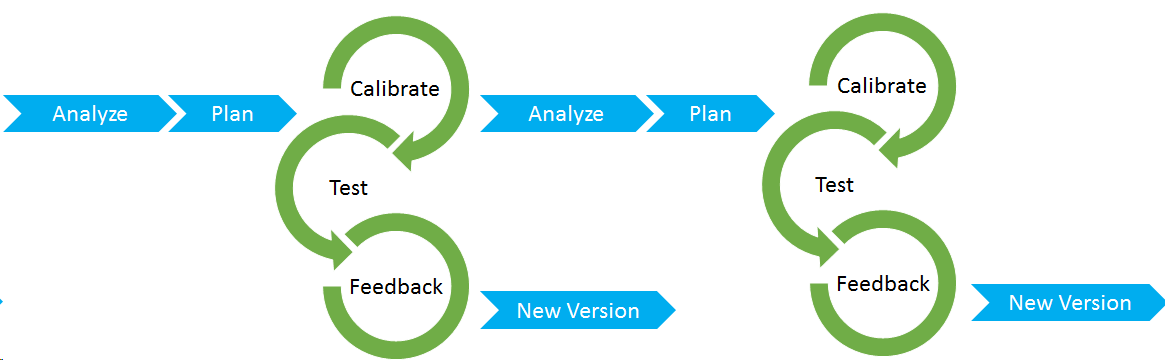 Analyze
Plan
Calibrate
Test
Feedback
New Version
Analyze
Plan
Calibrate
Test
Feedback
New Version